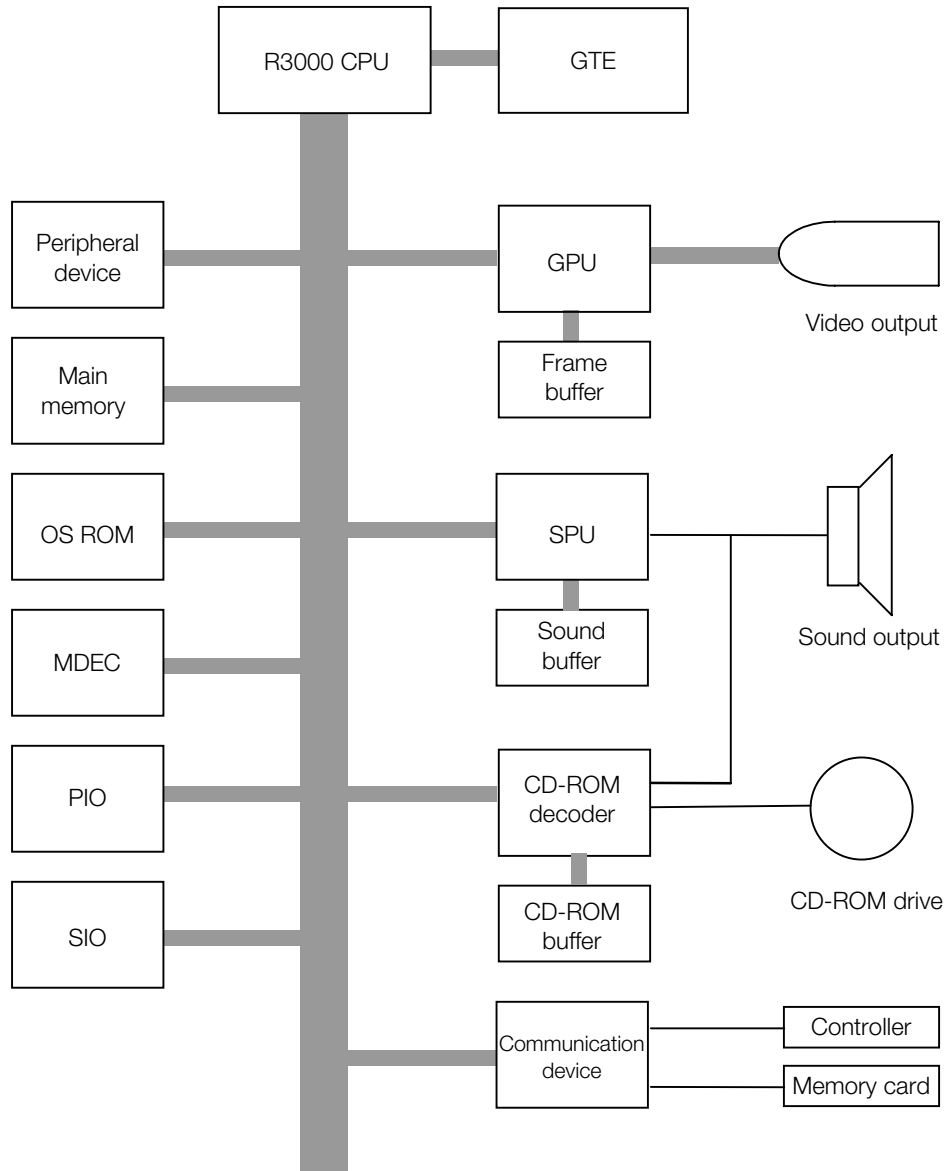 R3000 CPU
GTE
Peripheral
device
GPU
Video output
Main
memory
Frame
buffer
OS ROM
SPU
Sound output
MDEC
Sound
buffer
PIO
CD-ROM
decoder
CD-ROM drive
SIO
CD-ROM
buffer
Communication
device
Controller
Memory card